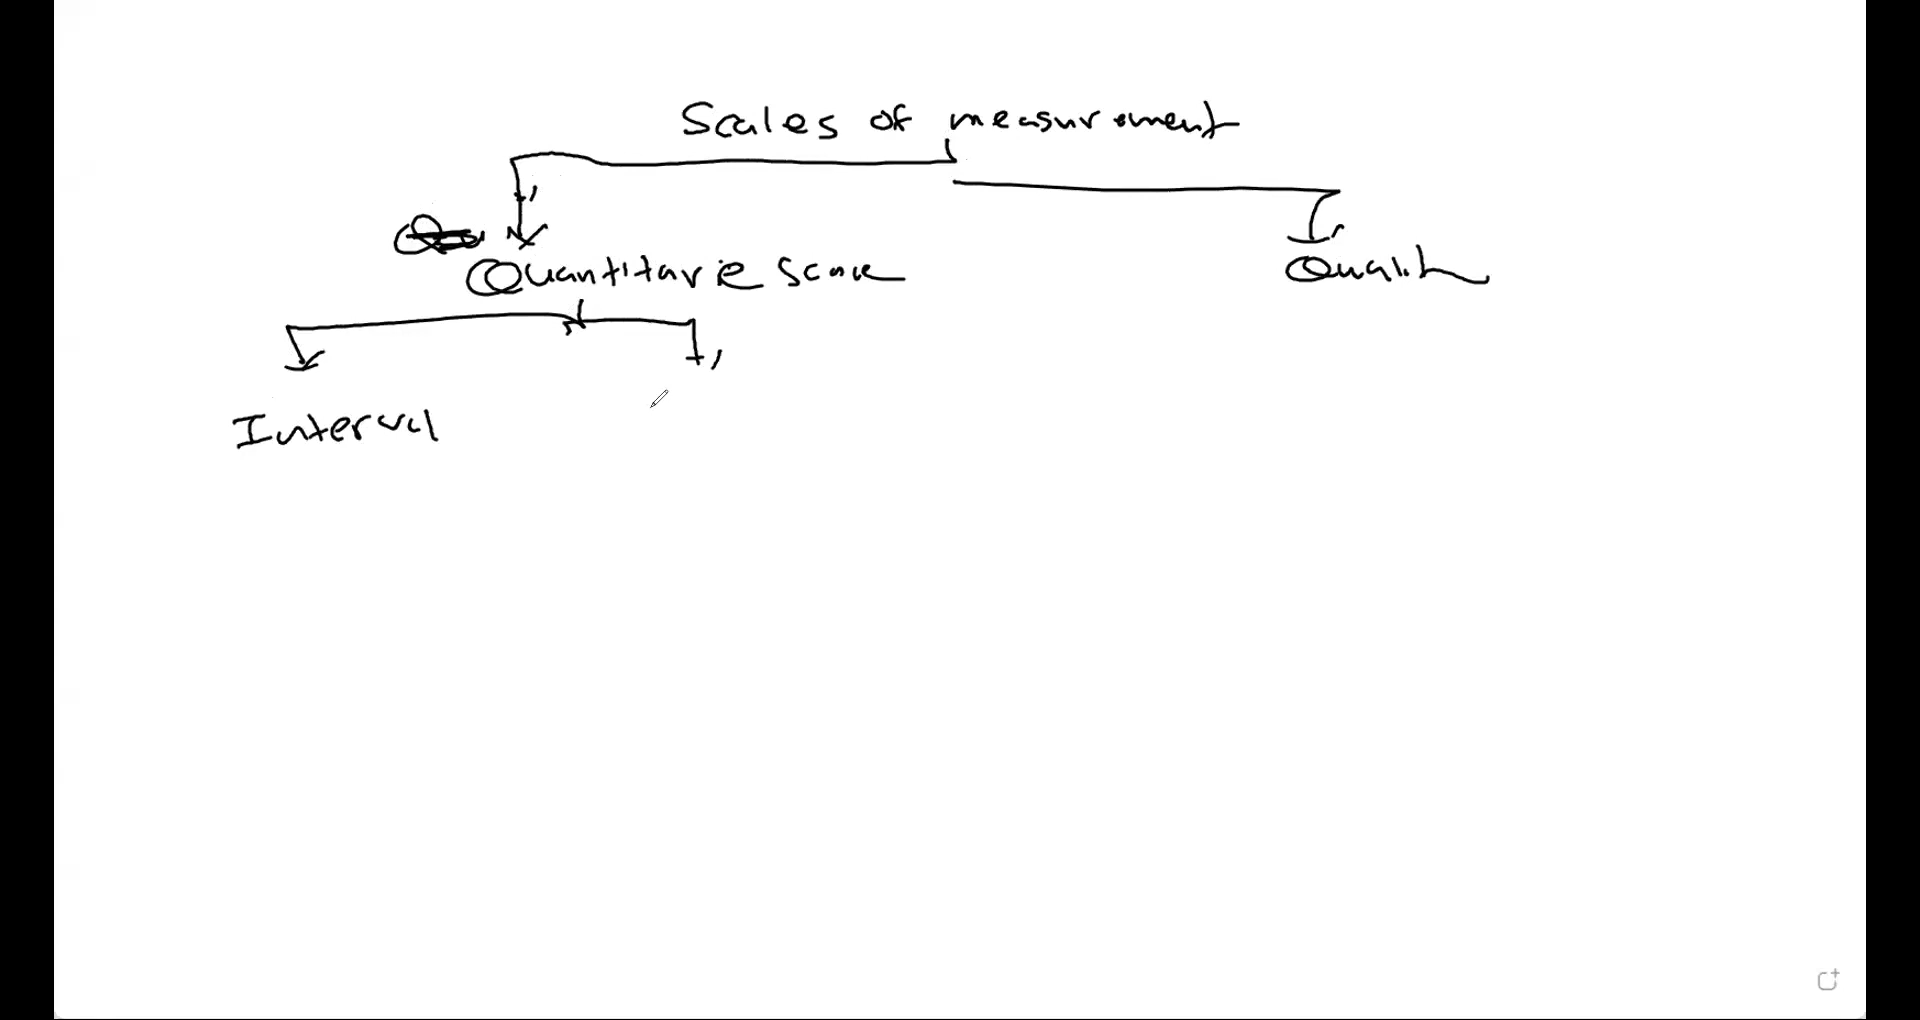 Scales of measurement
Quantitative Scale
Qualit
Interval